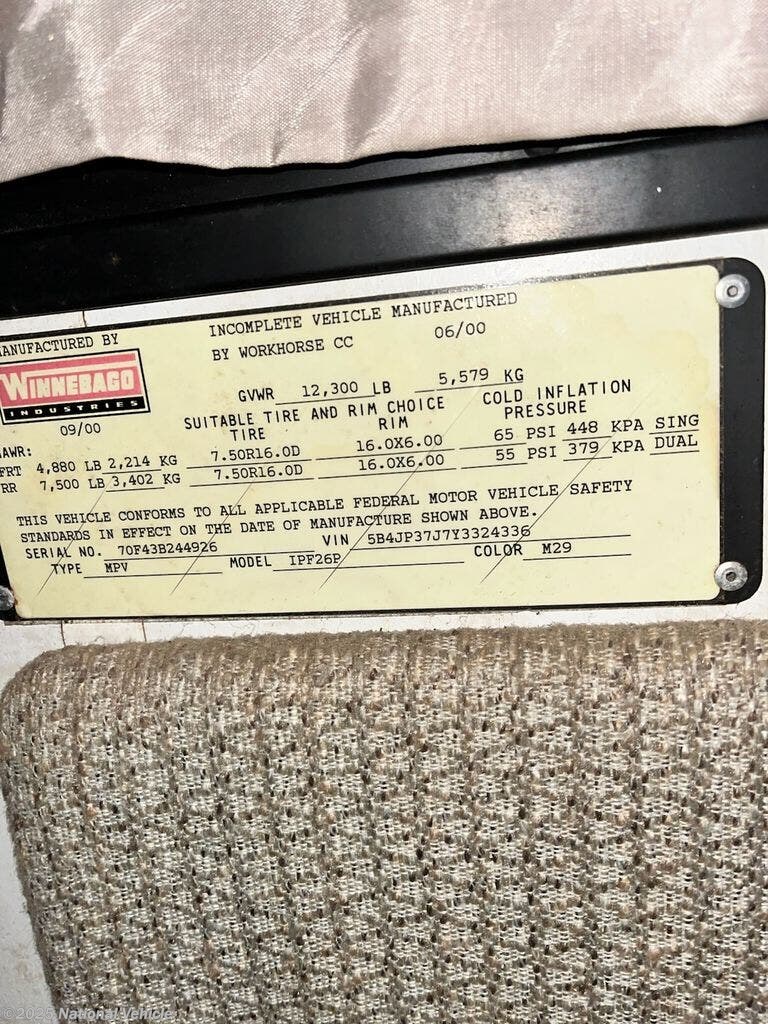 MANUFACTURED BY
INCOMPLETE VEHICLE MANUFACTURED
BY WORKHORSE CC 06/00
WINNEBAGO
INDUSTRIES
09/00
GVWR 12,300 LB 5,579 KG
SUITABLE TIRE AND RIM CHOICE COLD INFLATION
TIRE RIM PRESSURE
GAWR:
FRT 4,880 LB 2,214 KG 7.50R16.0D 16.0X6.00 65 PSI 448 KPA SING
RR 7,500 LB 3,402 KG 7.50R16.0D 16.0X6.00 55 PSI 379 KPA DUAL
THIS VEHICLE CONFORMS TO ALL APPLICABLE FEDERAL MOTOR VEHICLE SAFETY
STANDARDS IN EFFECT ON THE DATE OF MANUFACTURE SHOWN ABOVE.
SERIAL NO. 70F43B244926 VIN 5B4JP37J7Y3324336
TYPE MPV MODEL IPF26P COLOR M29
©2025 National Vehicle